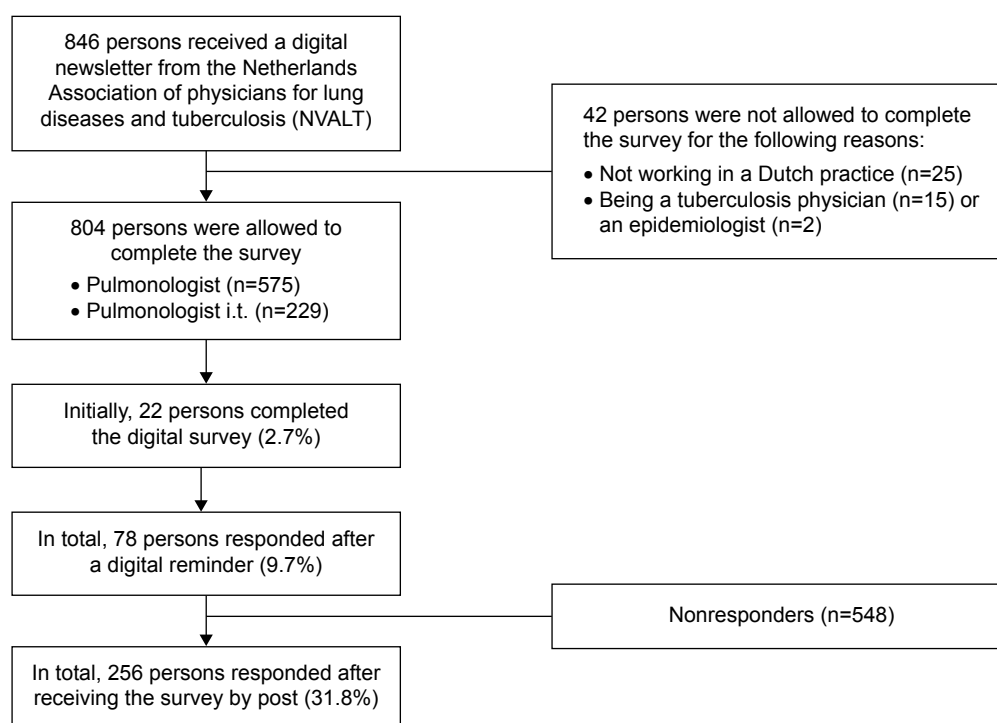 846 persons received a digital
newsletter from the Netherlands
Association of physicians for lung
diseases and tuberculosis (NVALT)
42 persons were not allowed to complete
the survey for the following reasons:
• Not working in a Dutch practice (n=25)
• Being a tuberculosis physician (n=15) or
an epidemiologist (n=2)
804 persons were allowed to
complete the survey
• Pulmonologist (n=575)
• Pulmonologist i.t. (n=229)
Initially, 22 persons completed
the digital survey (2.7%)
In total, 78 persons responded after
a digital reminder (9.7%)
Nonresponders (n=548)
In total, 256 persons responded after
receiving the survey by post (31.8%)